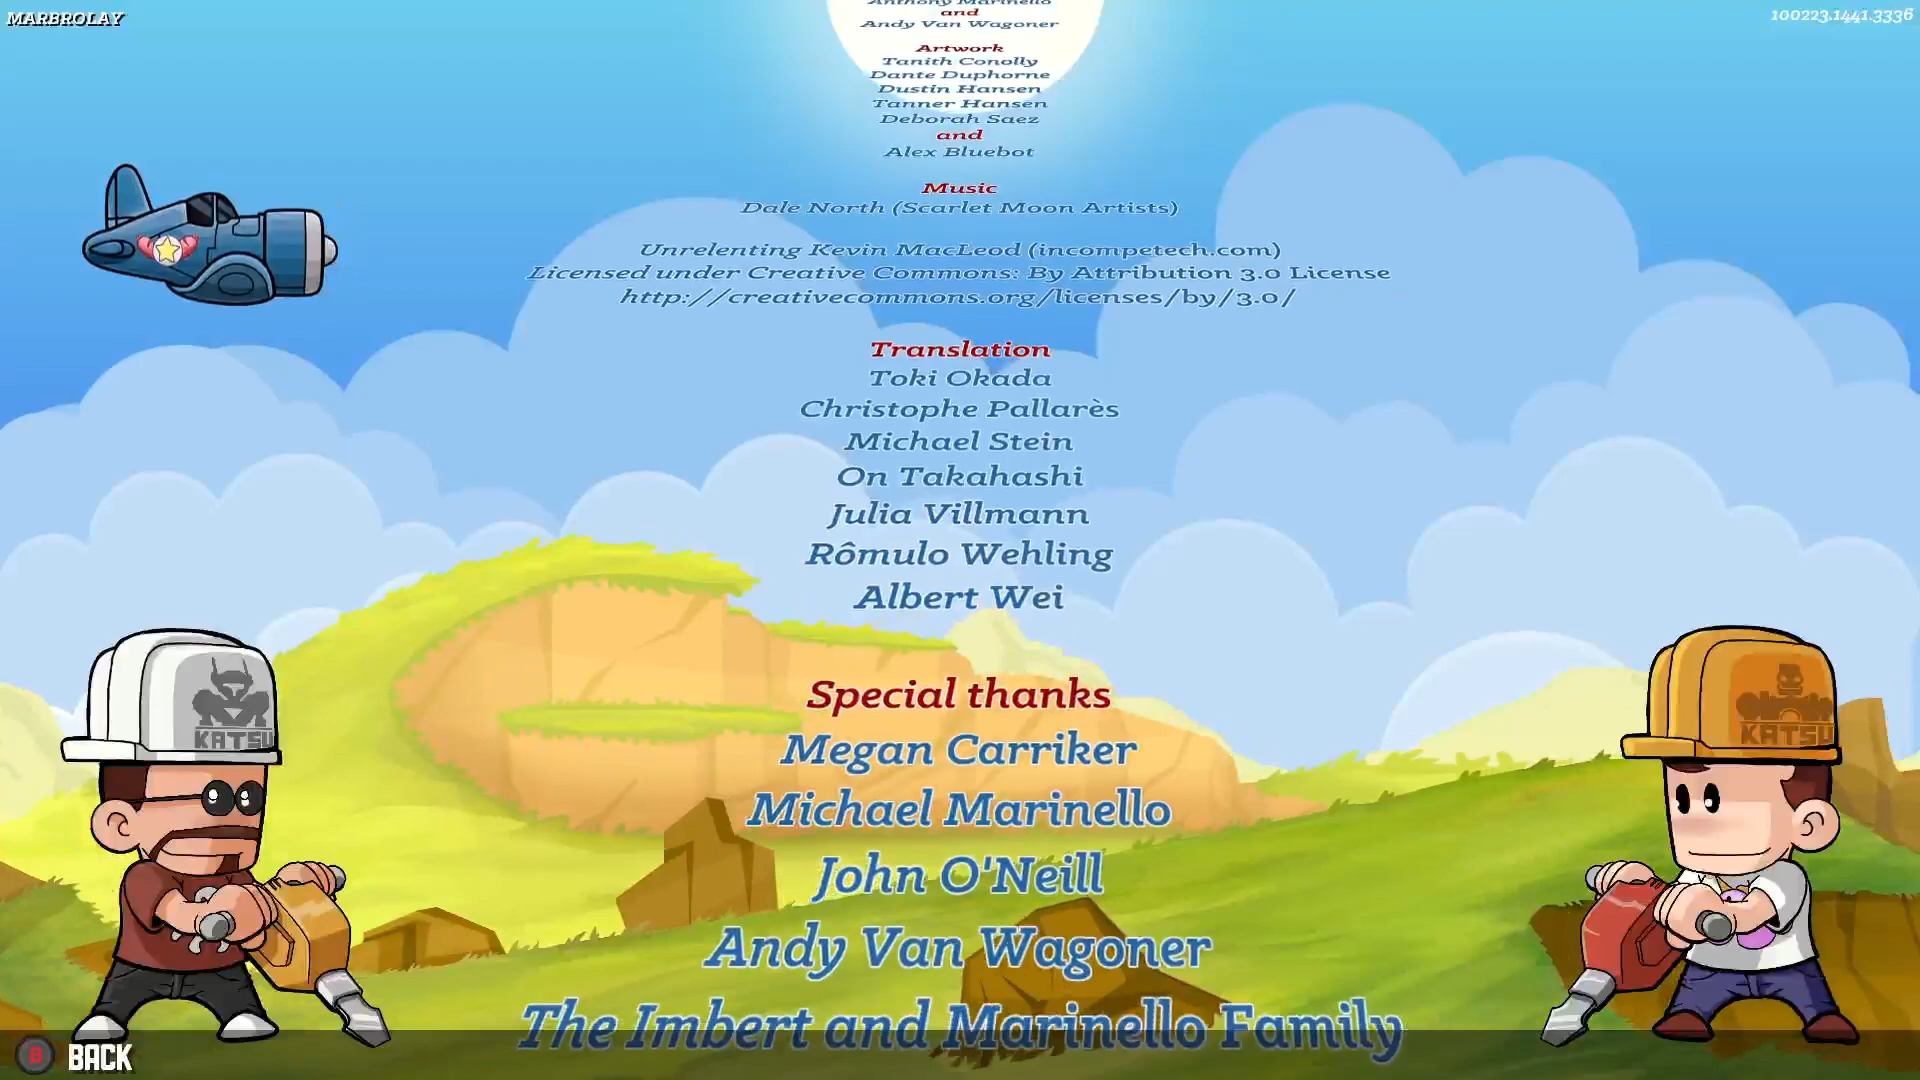 MARBROLAY
100223.1441.3336
Anthony Marinello
and
Andy Van Wagoner
Artwork
Tanith Conolly
Dante Duphorne
Dustin Hansen
Tanner Hansen
Deborah Saez
and
Alex Bluebot
Music
Dale North (Scarlet Moon Artists)
Unrelenting Kevin MacLeod (incompetech.com)
Licensed under Creative Commons: By Attribution 3.0 License
http://creativecommons.org/licenses/by/3.0/
Translation
Toki Okada
Christophe Pallarès
Michael Stein
On Takahashi
Julia Villmann
Rômulo Wehling
Albert Wei
Special thanks
Megan Carriker
Michael Marinello
John O'Neill
Andy Van Wagoner
The Imbert and Marinello Family
KATSU
KATSU
B BACK